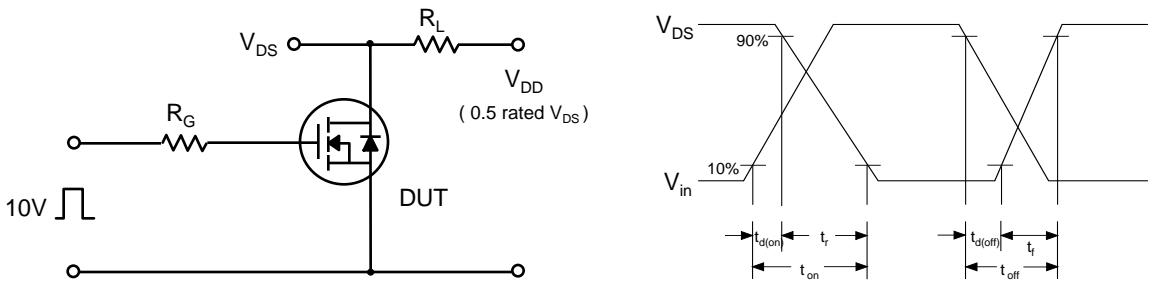 R_L
V_DS
V_DD
( 0.5 rated V_DS )
R_G
10V
DUT
V_DS
90%
10%
V_in
t_d(on)
t_r
t_d(off)
t_f
t_on
t_off